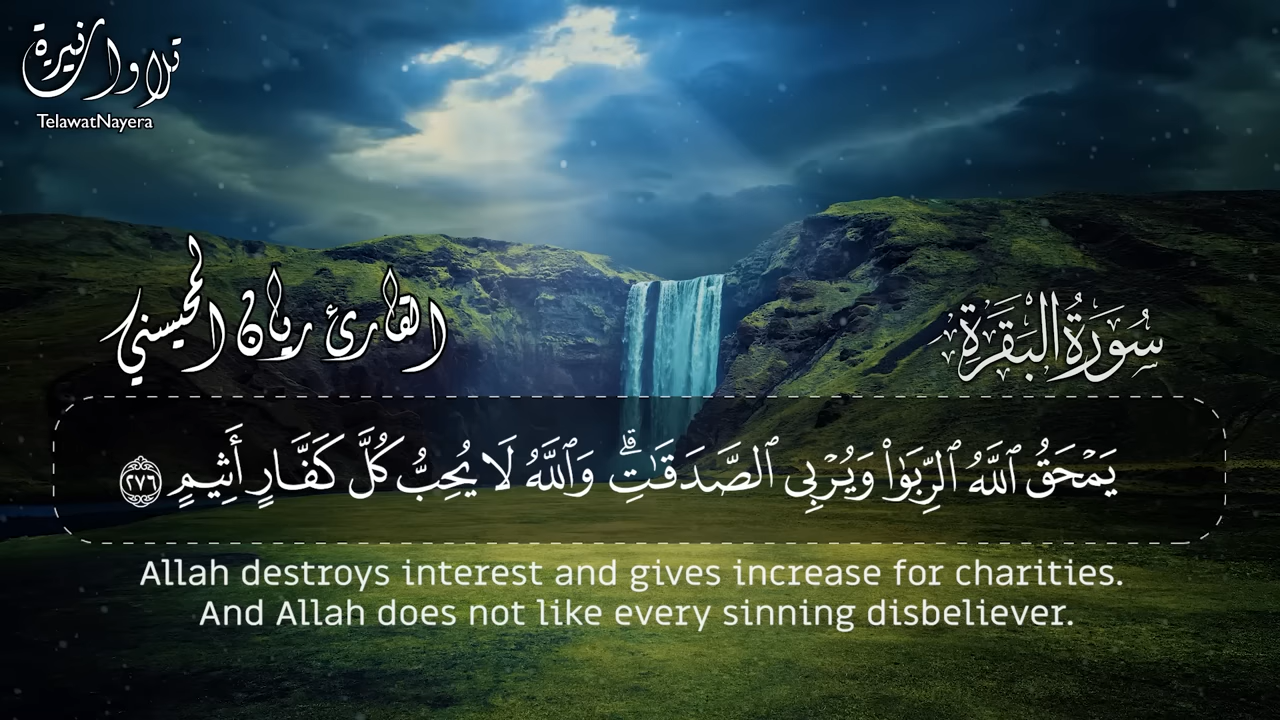 تلاوات نيرة
TelawatNayera
القارئ ريان المحيسني
سُورَةُ البَقَرَةِ
يَمۡحَقُ ٱللَّهُ ٱلرِّبَوٰاْ وَيُرۡبِي ٱلصَّدَقَٰتِۗ وَٱللَّهُ لَا يُحِبُّ كُلَّ كَفَّارٍ أَثِيمٍ ٢٧٦
Allah destroys interest and gives increase for charities.
And Allah does not like every sinning disbeliever.